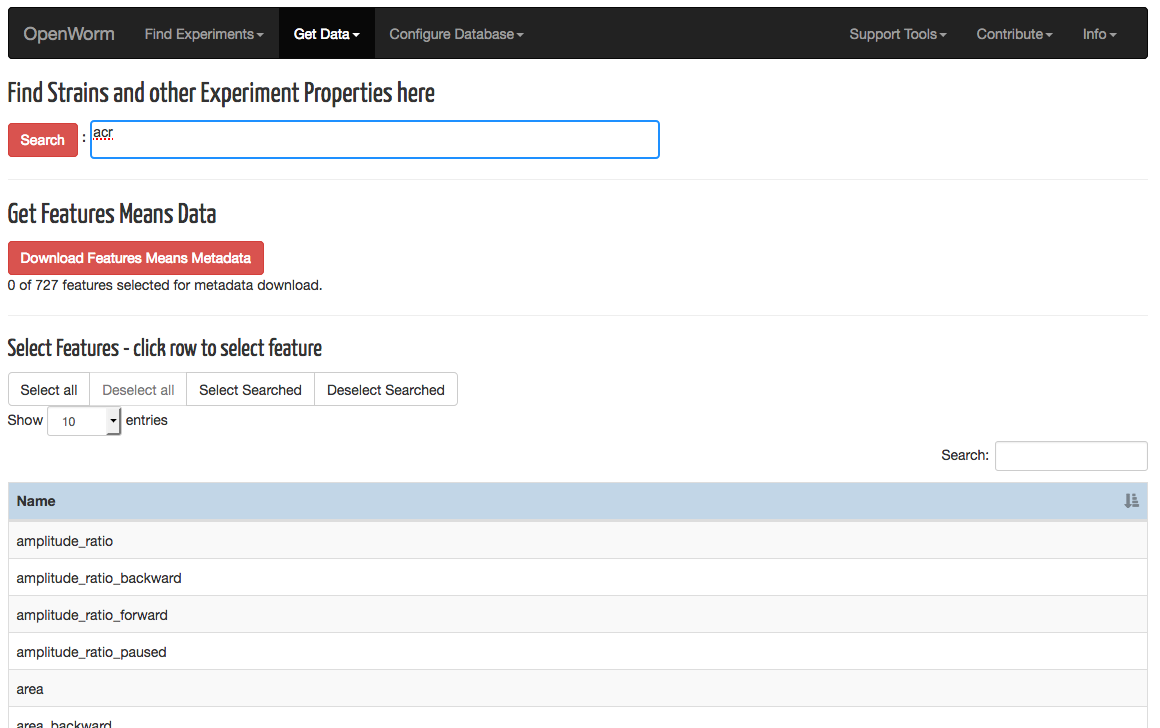 OpenWorm Find Experiments Get Data Configure Database Support Tools Contribute Info
Find Strains and other Experiment Properties here
Search : acr
Get Features Means Data
Download Features Means Metadata
0 of 727 features selected for metadata download.
Select Features - click row to select feature
Select all Deselect all Select Searched Deselect Searched
Show 10 entries
Search:
Name
amplitude_ratio
amplitude_ratio_backward
amplitude_ratio_forward
amplitude_ratio_paused
area
area_backward